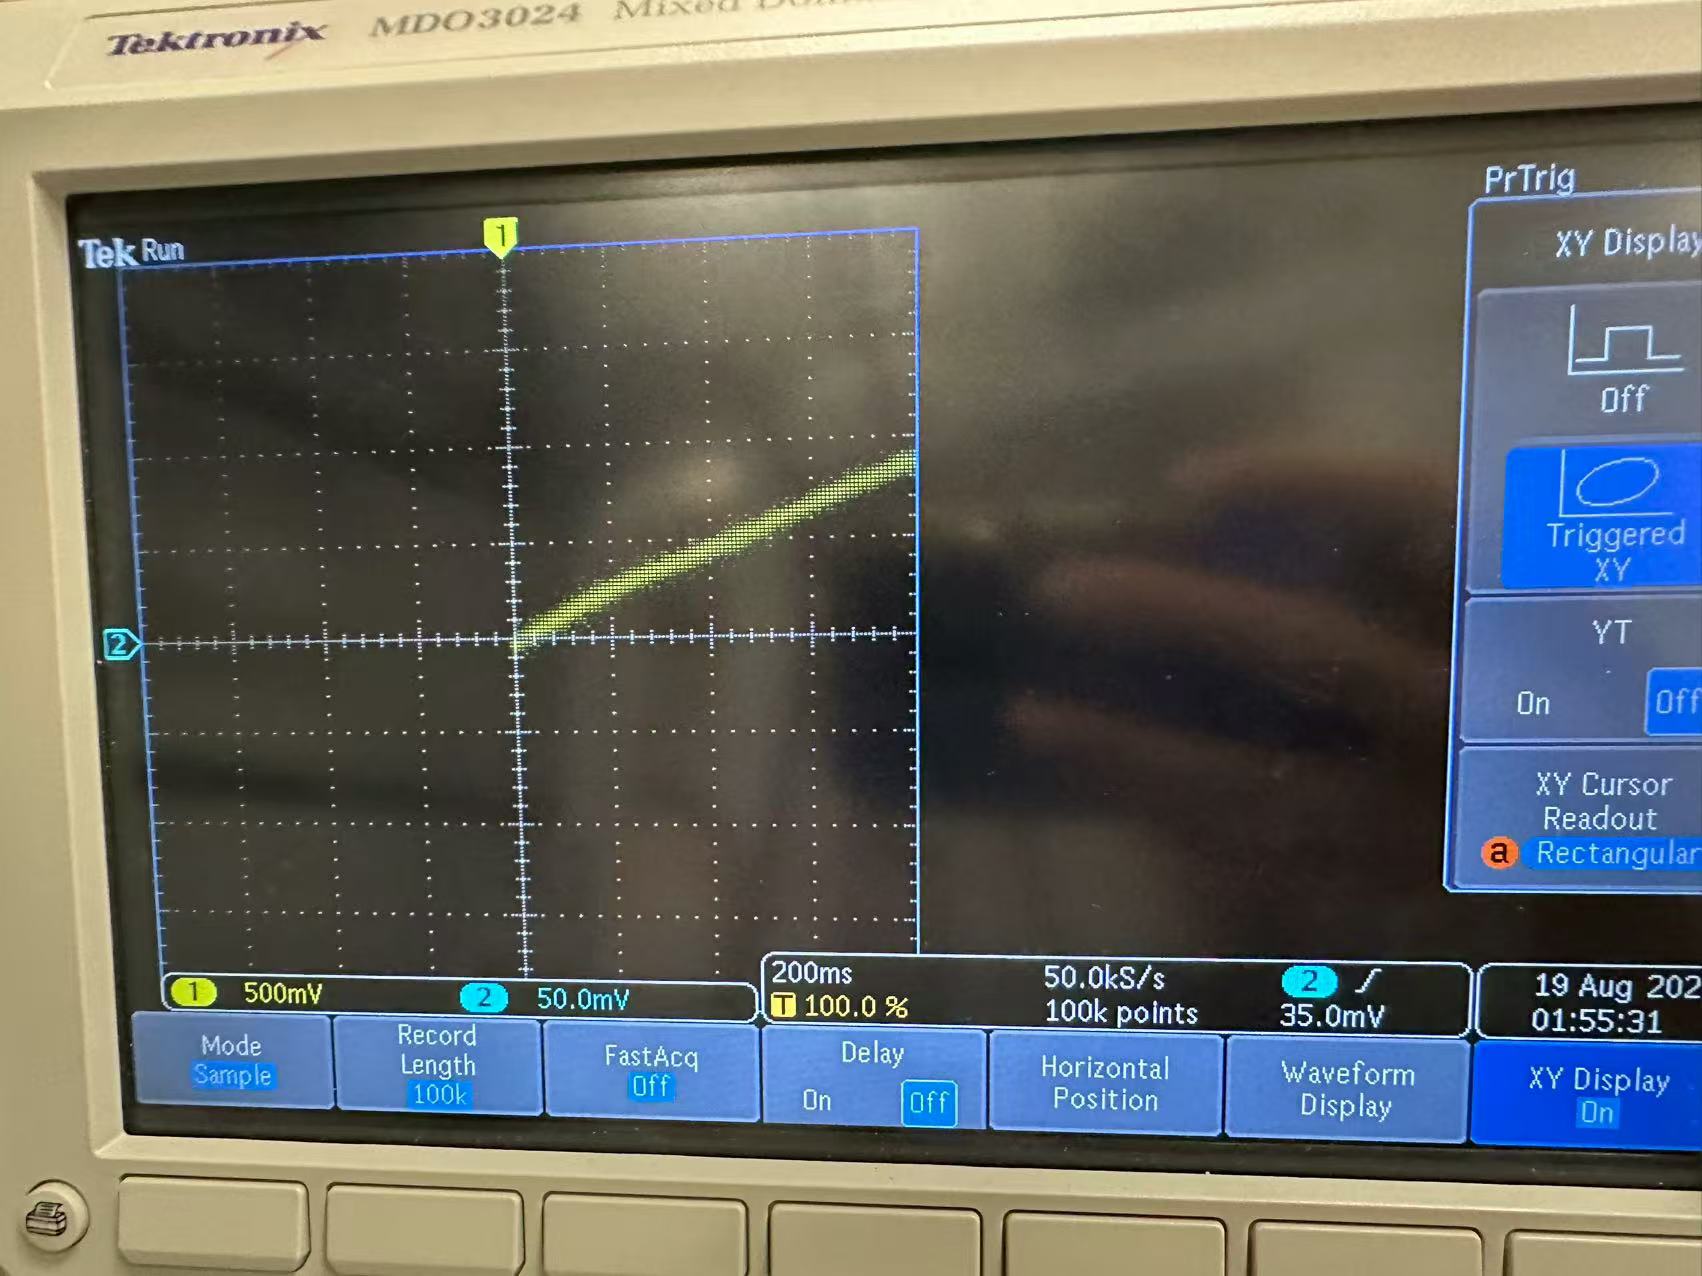 Tektronix MDO3024 Mixed
PrTrig
Tek Run
1
XY Display
Off
Triggered
XY
2
YT
On Off
XY Cursor
Readout
a Rectangular
1 500mV 2 50.0mV
200ms 50.0kS/s 2
T 100.0 % 100k points 35.0mV
19 Aug 202
01:55:31
Mode
Sample
Record
Length
100k
FastAcq
Off
Delay
On Off
Horizontal
Position
Waveform
Display
XY Display
On